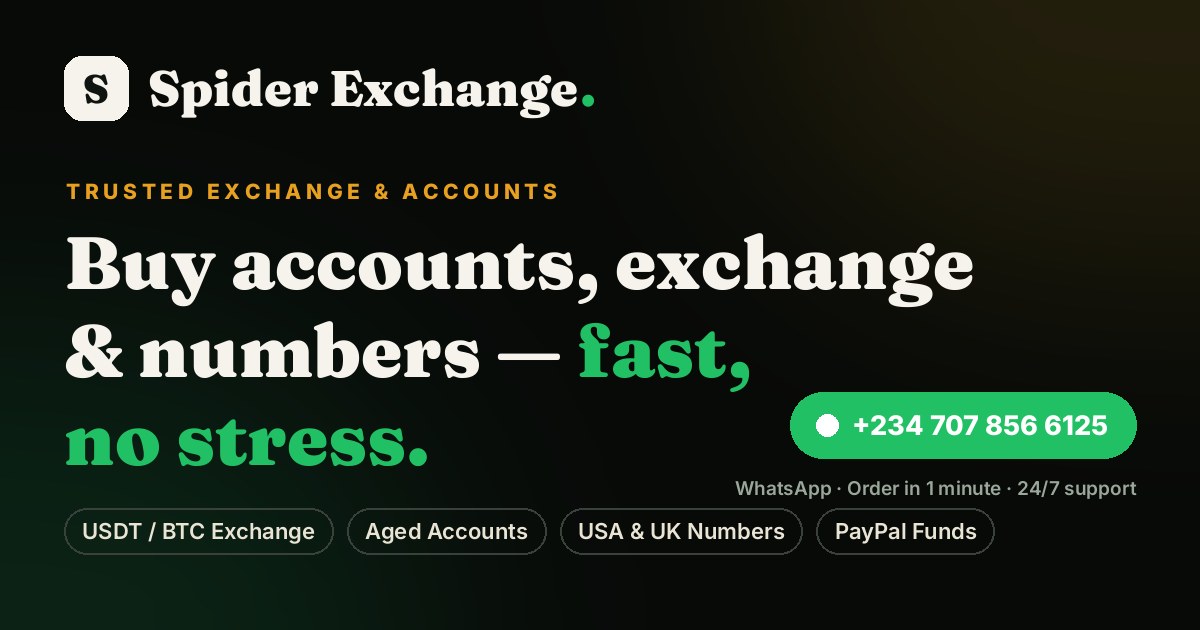 S Spider Exchange.
TRUSTED EXCHANGE & ACCOUNTS
Buy accounts, exchange
& numbers — fast,
no stress.
+234 707 856 6125
WhatsApp · Order in 1 minute · 24/7 support
USDT / BTC Exchange Aged Accounts USA & UK Numbers PayPal Funds